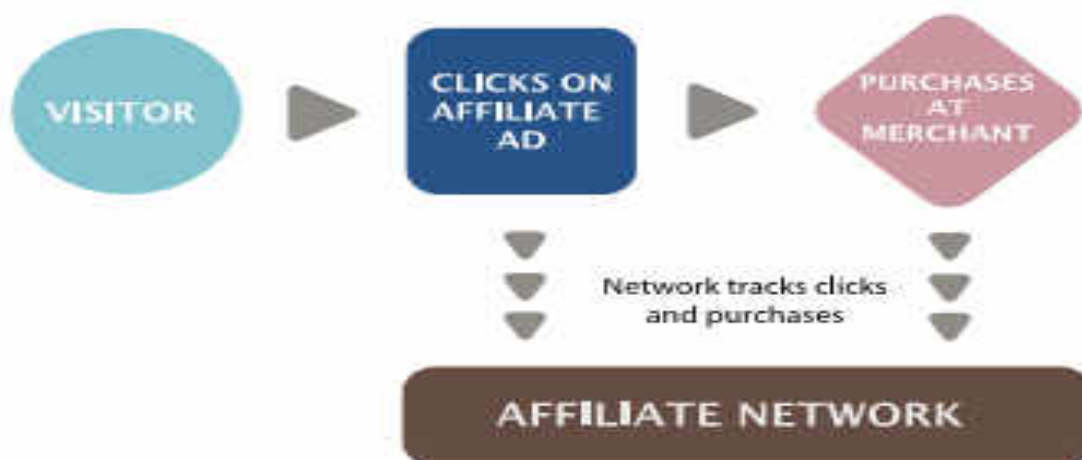 VISITOR
CLICKS ON
AFFILIATE
AD
PURCHASES
AT
MERCHANT
Network tracks clicks
and purchases
AFFILIATE NETWORK